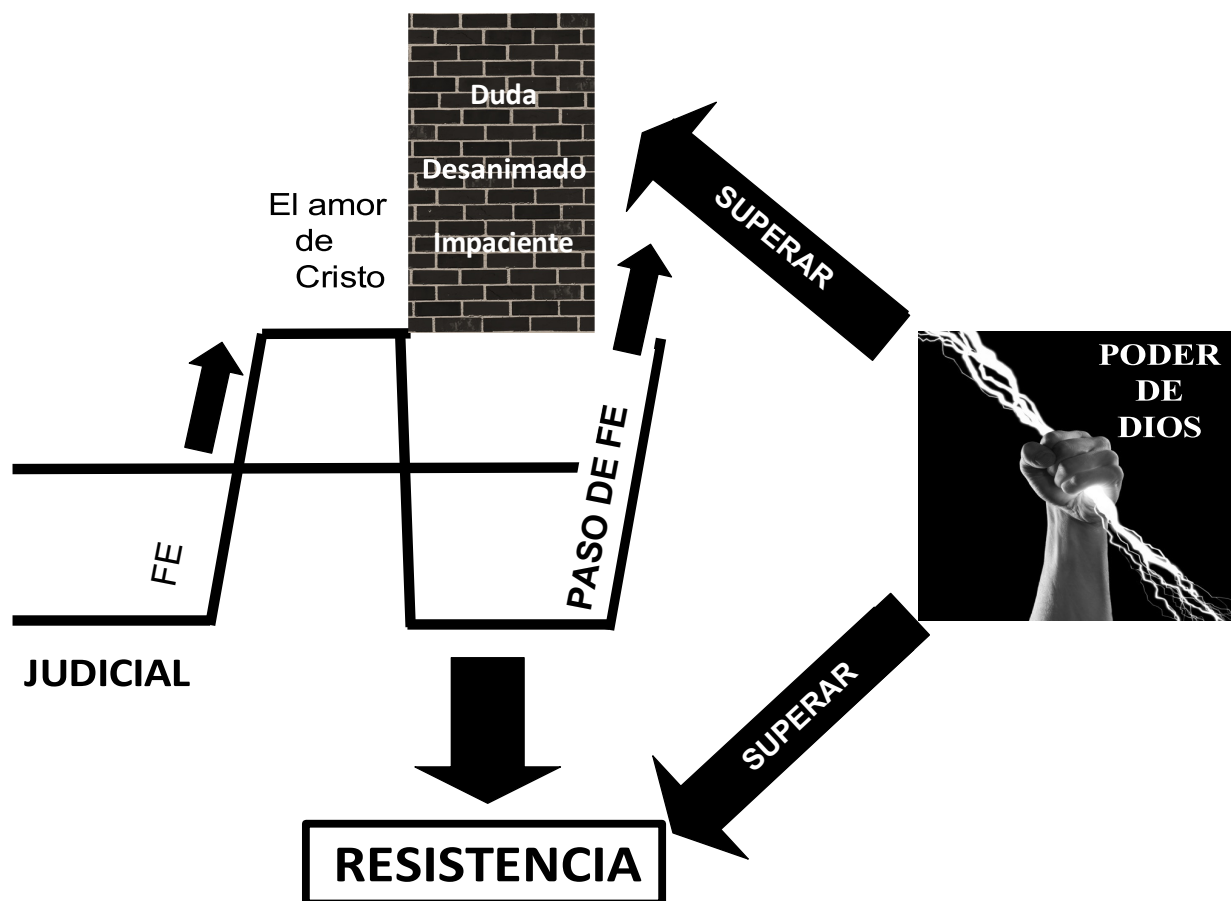 Duda
Desanimado
Impaciente
El amor
de
Cristo
SUPERAR
PODER
DE
DIOS
FE
PASO DE FE
JUDICIAL
SUPERAR
RESISTENCIA